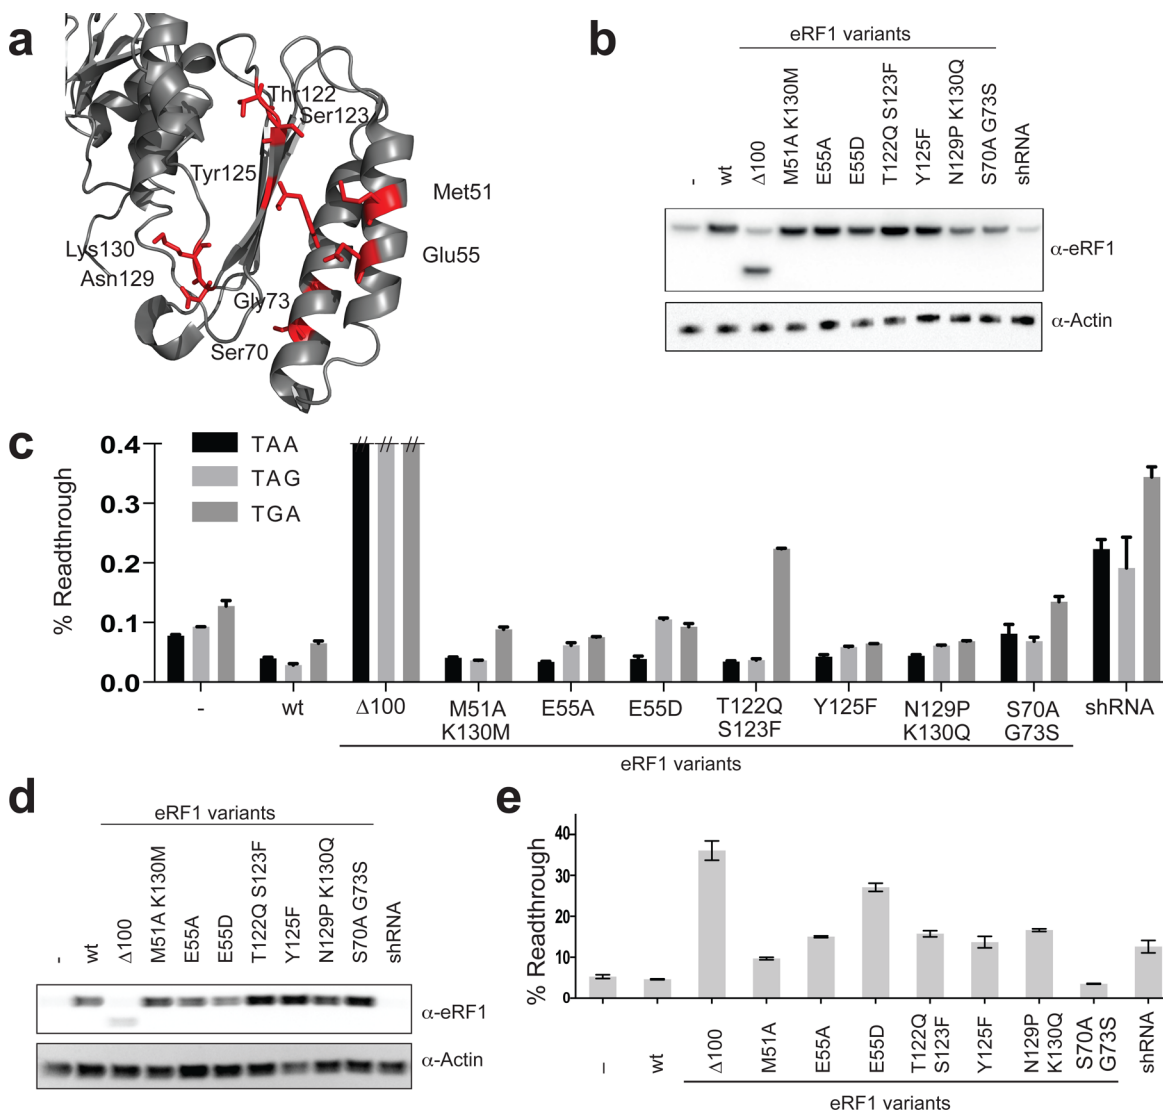 a
Thr122
Ser123
Tyr125
Met51
Glu55
Lys130
Asn129
Gly73
Ser70
b
eRF1 variants
-
wt
Δ100
M51A K130M
E55A
E55D
T122Q S123F
Y125F
N129P K130Q
S70A G73S
shRNA
α-eRF1
α-Actin
c
% Readthrough
0.4
0.3
0.2
0.1
0.0
TAA
TAG
TGA
// // //
- wt Δ100 M51A E55A E55D T122Q Y125F N129P S70A shRNA
K130M S123F K130Q G73S
eRF1 variants
d
eRF1 variants
-
wt
Δ100
M51A K130M
E55A
E55D
T122Q S123F
Y125F
N129P K130Q
S70A G73S
shRNA
α-eRF1
α-Actin
e
% Readthrough
40
30
20
10
0
–
wt
Δ100
M51A
E55A
E55D
T122Q
S123F
Y125F
N129P
K130Q
S70A
G73S
shRNA
eRF1 variants